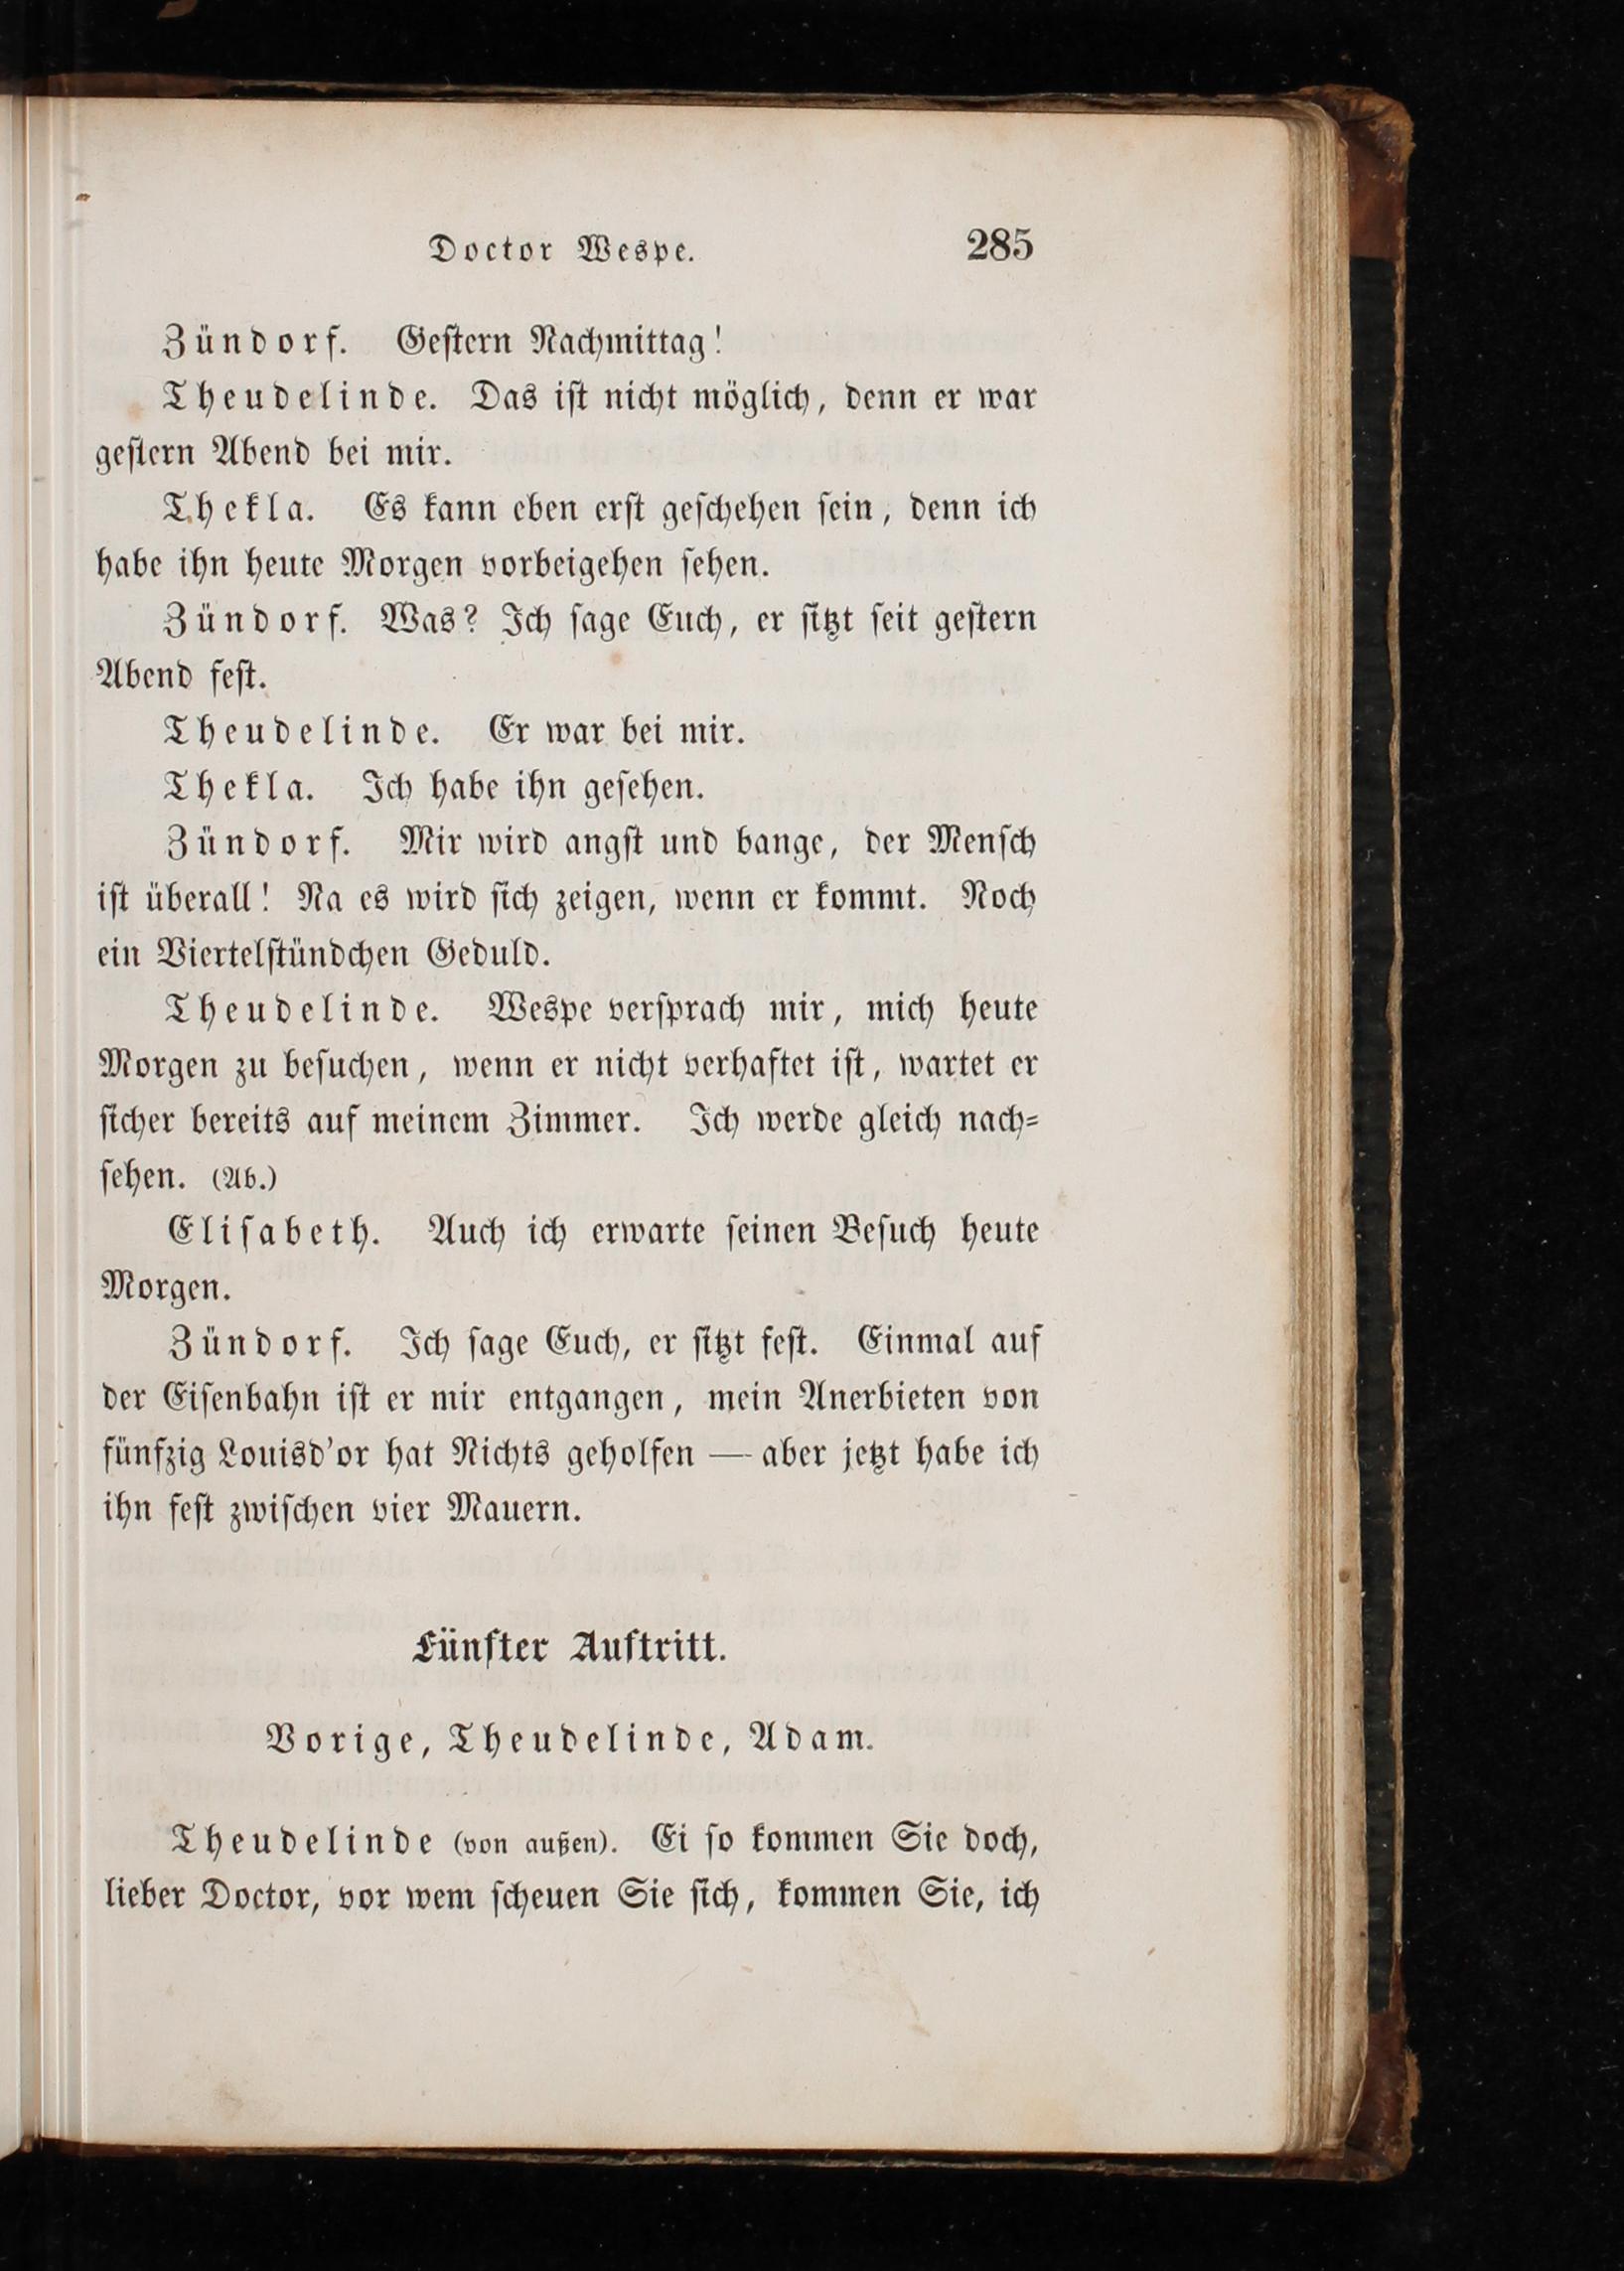 Doctor Wespe. 285
Zündorf. Geſtern Nachmittag!
Theudelinde. Das iſt nicht möglich, denn er war
geſtern Abend bei mir.
Thekla. Es kann eben erſt geſchehen ſein, denn ich
habe ihn heute Morgen vorbeigehen ſehen.
Zündorf. Was? Ich ſage Euch, er ſitzt ſeit geſtern
Abend feſt.
Theudelinde. Er war bei mir.
Thekla. Ich habe ihn geſehen.
Zündorf. Mir wird angſt und bange, der Menſch
iſt überall! Na es wird ſich zeigen, wenn er kommt. Noch
ein Viertelſtündchen Geduld.
Theudelinde. Wespe verſprach mir, mich heute
Morgen zu beſuchen, wenn er nicht verhaftet iſt, wartet er
ſicher bereits auf meinem Zimmer. Ich werde gleich nach⸗
ſehen. (Ab.)
Eliſabeth. Auch ich erwarte ſeinen Beſuch heute
Morgen.
Zündorf. Ich ſage Euch, er ſitzt feſt. Einmal auf
der Eiſenbahn iſt er mir entgangen, mein Anerbieten von
fünfzig Louisd'or hat Nichts geholfen — aber jetzt habe ich
ihn feſt zwiſchen vier Mauern.
Fünfter Auftritt.
Vorige, Theudelinde, Adam.
Theudelinde (von außen). Ei ſo kommen Sie doch,
lieber Doctor, vor wem ſcheuen Sie ſich, kommen Sie, ich